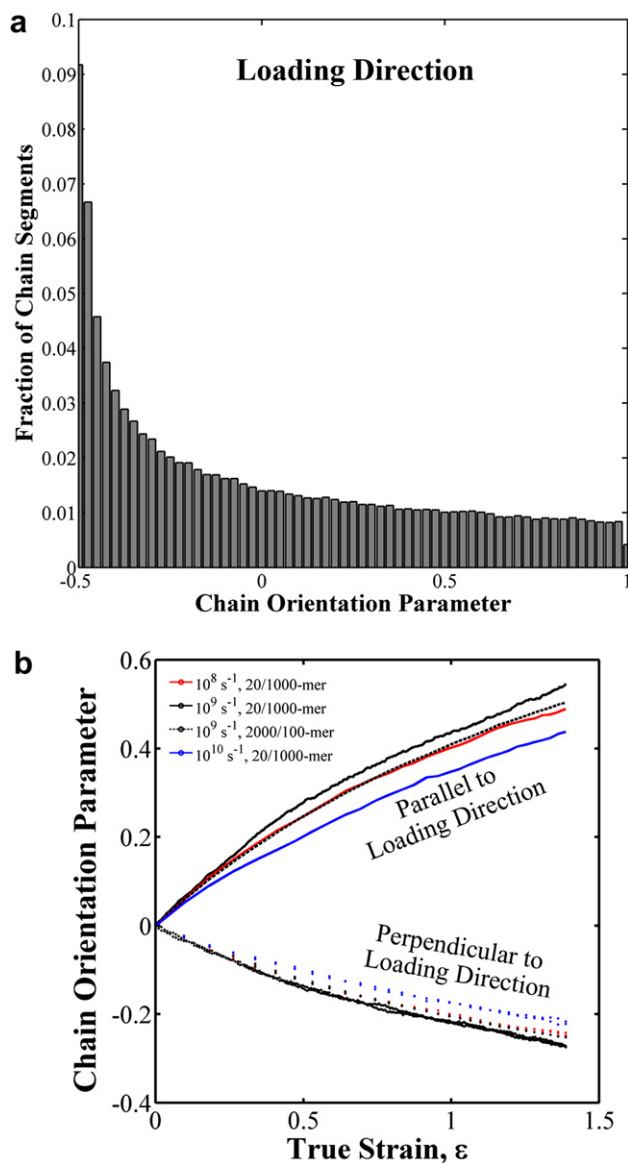 a
Loading Direction
Fraction of Chain Segments
0.1
0.09
0.08
0.07
0.06
0.05
0.04
0.03
0.02
0.01
0
-0.5
0
0.5
1
Chain Orientation Parameter
b
Chain Orientation Parameter
0.6
0.4
0.2
0
-0.2
-0.4
10⁸ s⁻¹, 20/1000-mer
10⁹ s⁻¹, 20/1000-mer
10⁹ s⁻¹, 2000/100-mer
10¹⁰ s⁻¹, 20/1000-mer
Parallel to
Loading Direction
Perpendicular to
Loading Direction
0
0.5
1
1.5
True Strain, ε